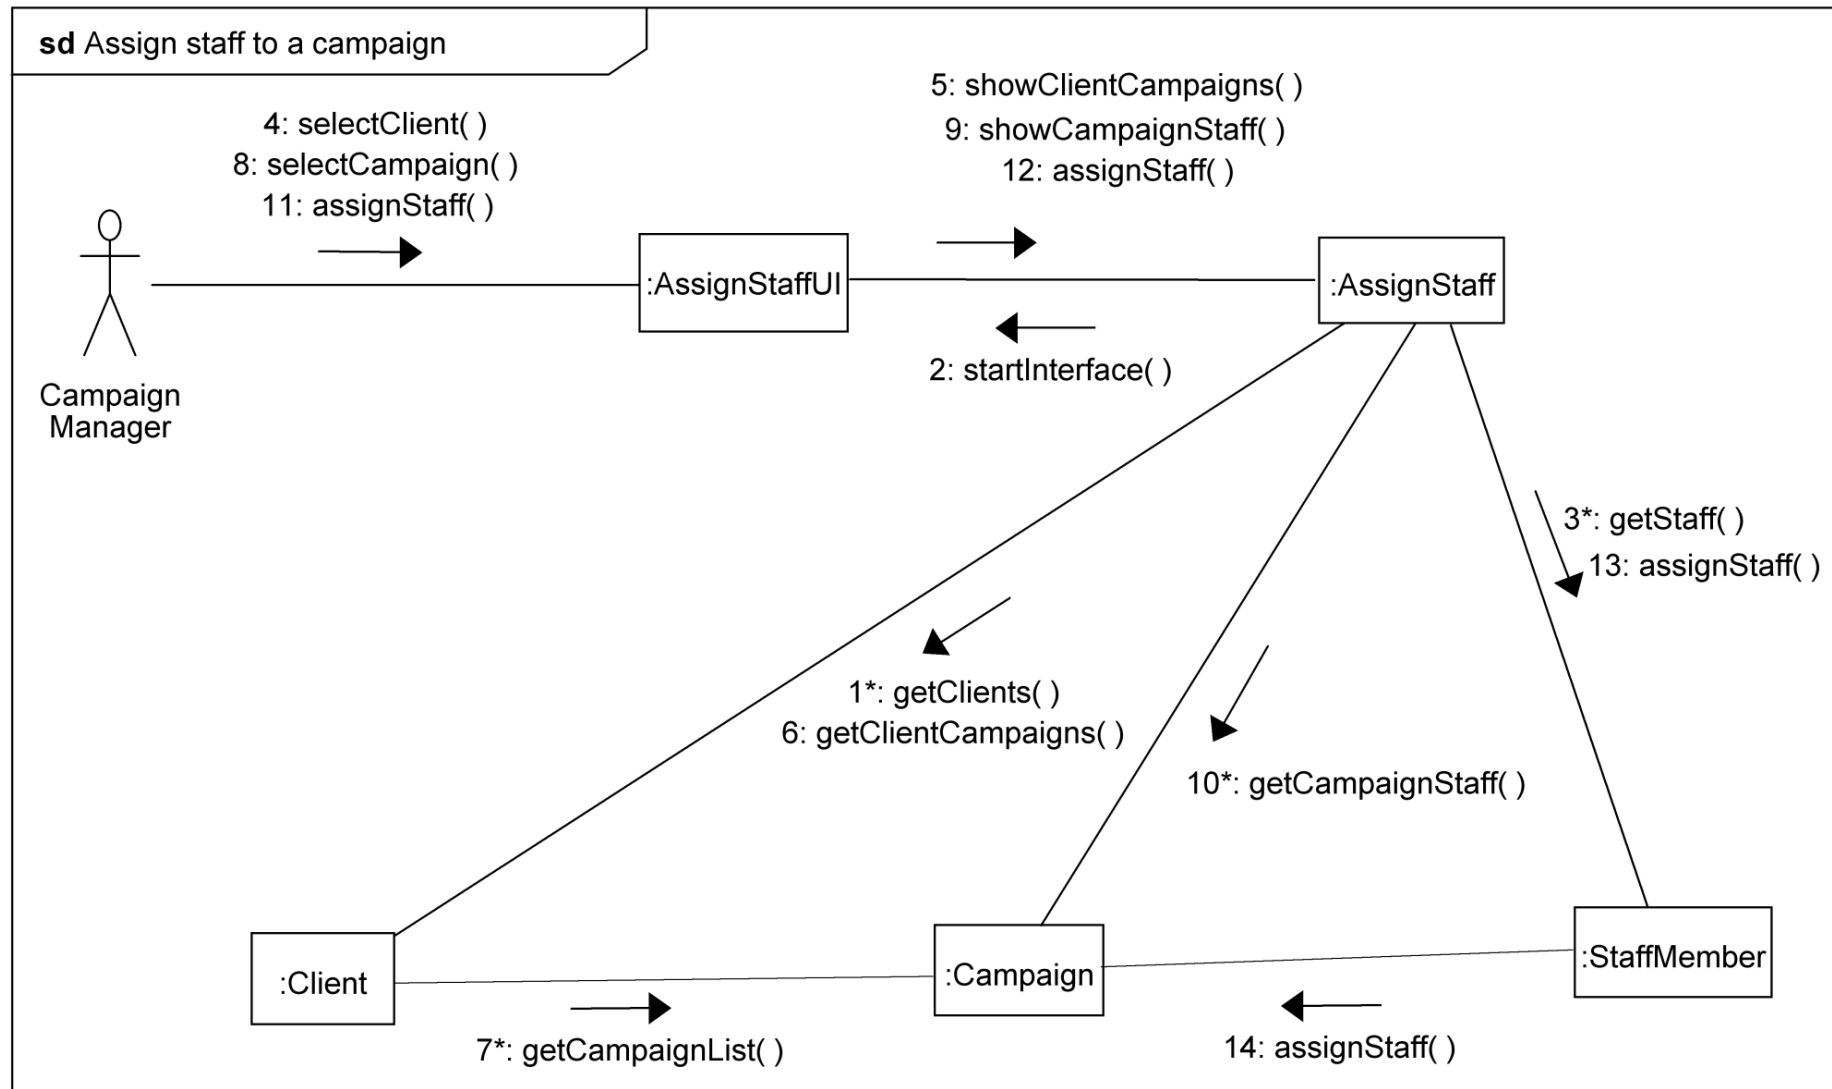 sd Assign staff to a campaign
5: showClientCampaigns( )
4: selectClient( )
9: showCampaignStaff( )
8: selectCampaign( )
12: assignStaff( )
11: assignStaff( )
:AssignStaffUI
:AssignStaff
2: startInterface( )
Campaign
Manager
3*: getStaff( )
13: assignStaff( )
1*: getClients( )
6: getClientCampaigns( )
10*: getCampaignStaff( )
:Client
:Campaign
:StaffMember
7*: getCampaignList( )
14: assignStaff( )